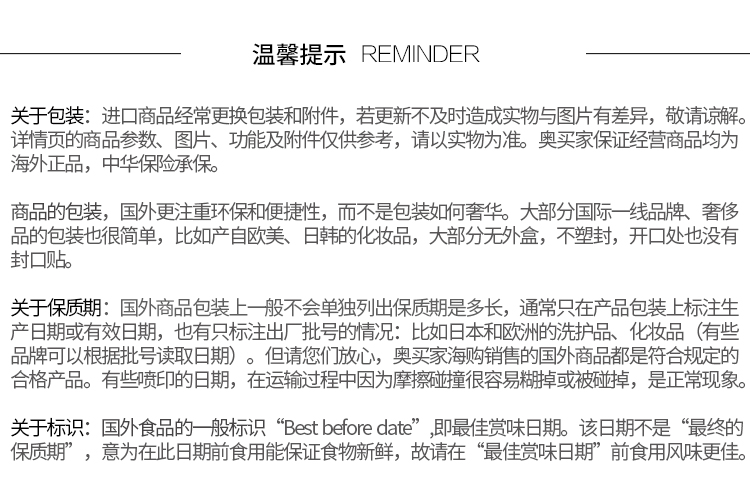 温馨提示 REMINDER
关于包装：进口商品经常更换包装和附件，若更新不及时造成实物与图片有差异，敬请谅解。
详情页的商品参数、图片、功能及附件仅供参考，请以实物为准。奥买家保证经营商品均为
海外正品，中华保险承保。
商品的包装，国外更注重环保和便捷性，而不是包装如何奢华。大部分国际一线品牌、奢侈
品的包装也很简单，比如产自欧美、日韩的化妆品，大部分无外盒，不塑封，开口处也没有
封口贴。
关于保质期：国外商品包装上一般不会单独列出保质期是多长，通常只在产品包装上标注生
产日期或有效日期，也有只标注出厂批号的情况：比如日本和欧洲的洗护品、化妆品（有些
品牌可以根据批号读取日期）。但请您们放心，奥买家海购销售的国外商品都是符合规定的
合格产品。有些喷印的日期，在运输过程中因为摩擦碰撞很容易糊掉或被碰掉，是正常现象。
关于标识：国外食品的一般标识“Best before date”,即最佳赏味日期。该日期不是“最终的
保质期”，意为在此日期前食用能保证食物新鲜，故请在“最佳赏味日期”前食用风味更佳。